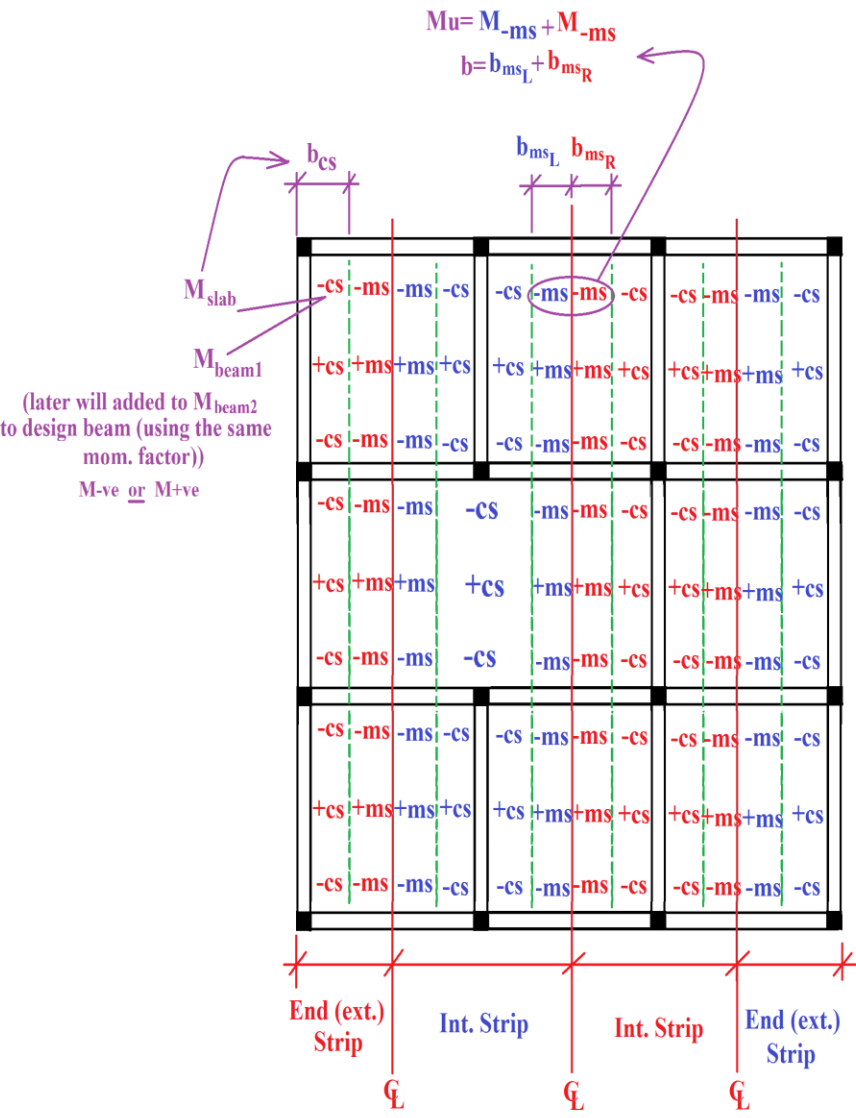 Mu= M-ms + M-ms
b= bmsL + bmsR
bcs
bmsL bmsR
Mslab
Mbeam1
(later will added to Mbeam2
to design beam (using the same
mom. factor))
M-ve or M+ve
-cs -ms -ms -cs -cs -ms -ms -cs -cs -ms -ms -cs
+cs +ms +ms +cs +cs +ms +ms +cs +cs +ms +ms +cs
-cs -ms -ms -cs -cs -ms -ms -cs -cs -ms -ms -cs
-cs -ms -ms -cs -ms -ms -cs -cs -ms -ms -cs
+cs +ms +ms +cs +ms +ms +cs +cs +ms +ms +cs
-cs -ms -ms -cs -ms -ms -cs -cs -ms -ms -cs
-cs -ms -ms -cs -cs -ms -ms -cs -cs -ms -ms -cs
+cs +ms +ms +cs +cs +ms +ms +cs +cs +ms +ms +cs
-cs -ms -ms -cs -cs -ms -ms -cs -cs -ms -ms -cs
End (ext.)
Strip
Int. Strip
Int. Strip
End (ext.)
Strip
CL CL CL